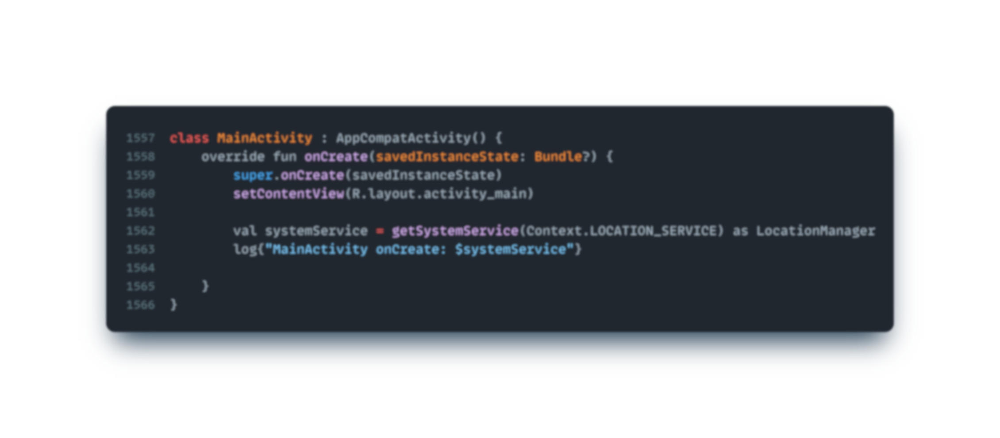 1557 class MainActivity : AppCompatActivity() {
1558     override fun onCreate(savedInstanceState: Bundle?) {
1559         super.onCreate(savedInstanceState)
1560         setContentView(R.layout.activity_main)
1561
1562         val systemService = getSystemService(Context.LOCATION_SERVICE) as LocationManager
1563         log{"MainActivity onCreate: $systemService"}
1564
1565     }
1566 }